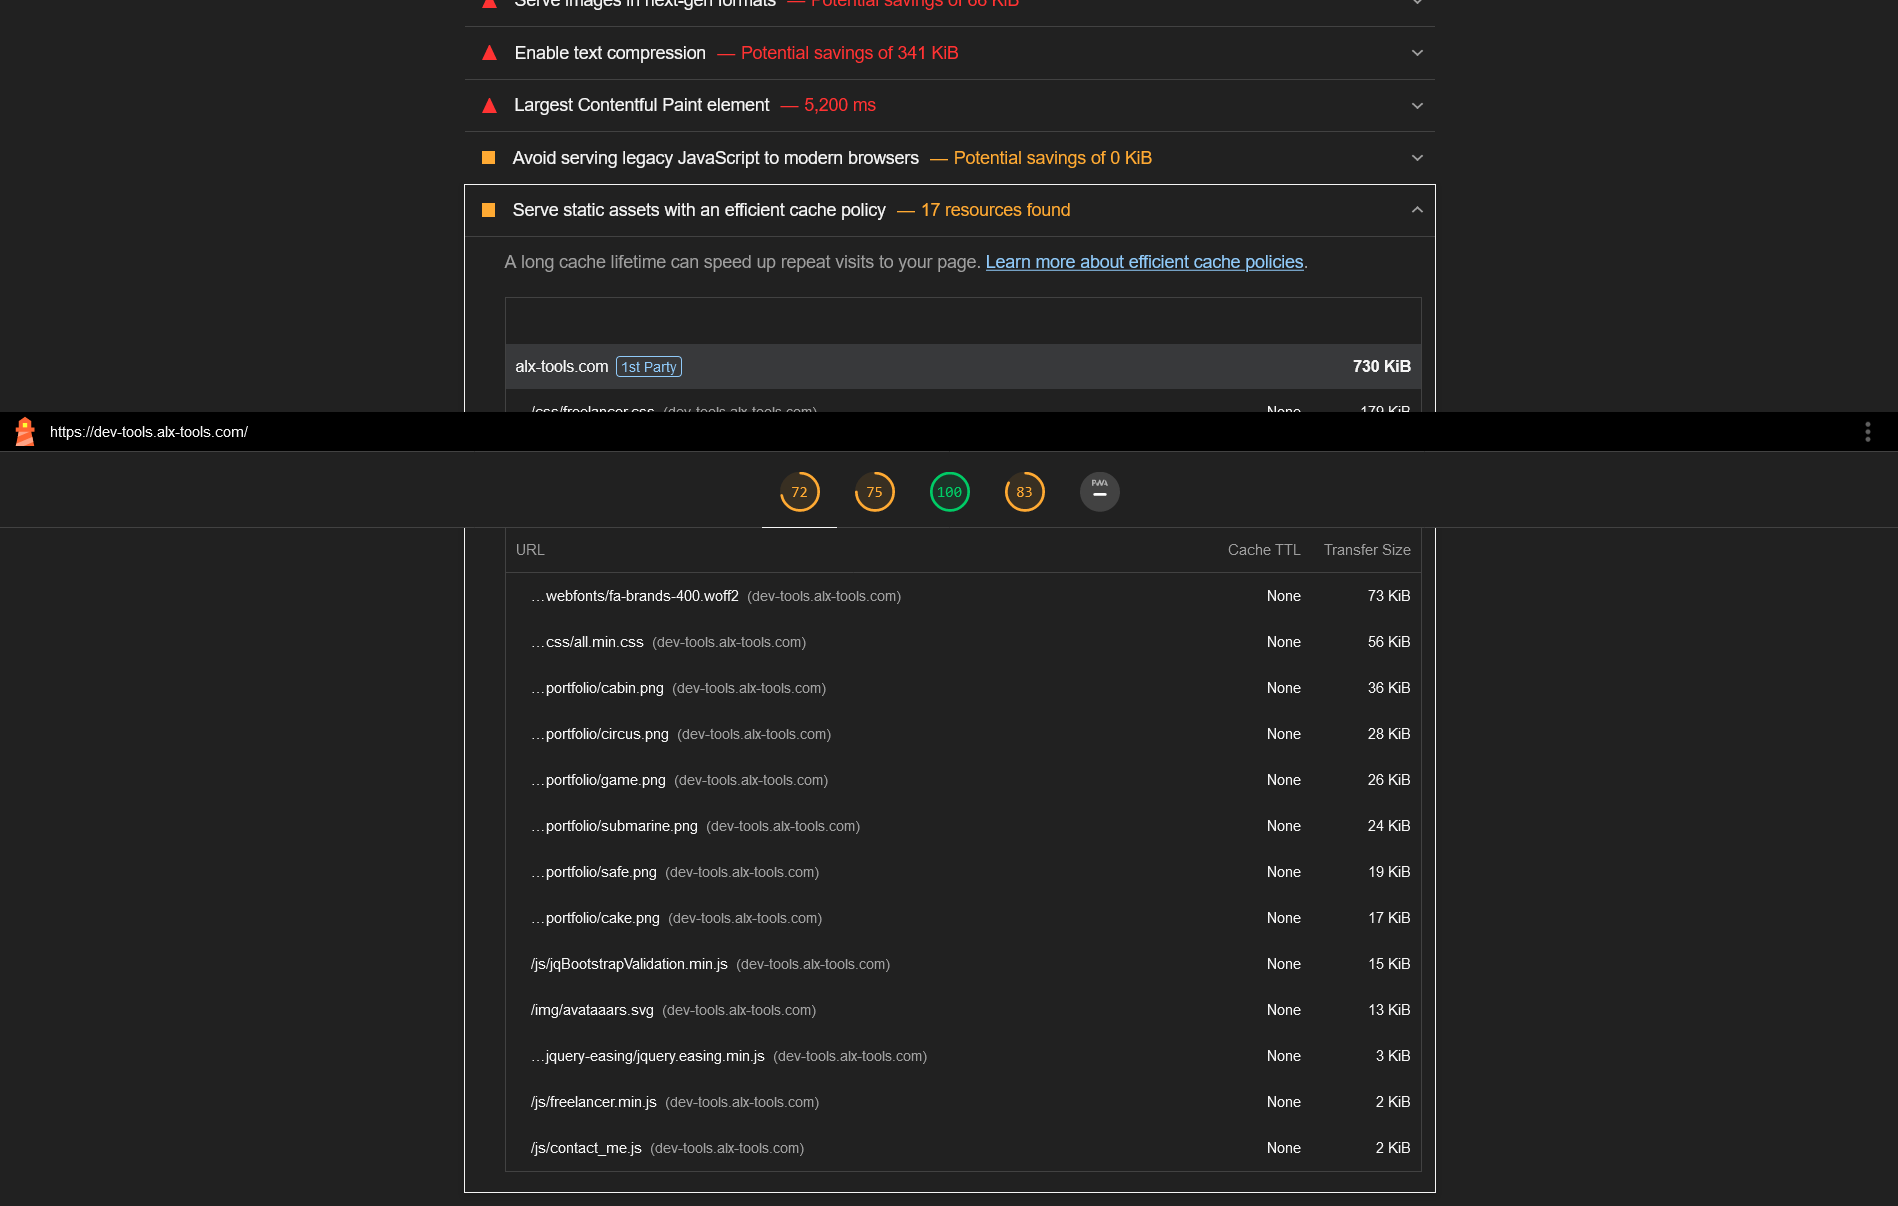 Serve images in next-gen formats — Potential savings of 66 KiB
Enable text compression — Potential savings of 341 KiB
Largest Contentful Paint element — 5,200 ms
Avoid serving legacy JavaScript to modern browsers — Potential savings of 0 KiB
Serve static assets with an efficient cache policy — 17 resources found
A long cache lifetime can speed up repeat visits to your page. Learn more about efficient cache policies.
alx-tools.com 1st Party 730 KiB
/css/freelancer.css (dev-tools.alx-tools.com) None 179 KiB
https://dev-tools.alx-tools.com/
72 75 100 83 PWA
URL Cache TTL Transfer Size
…webfonts/fa-brands-400.woff2 (dev-tools.alx-tools.com) None 73 KiB
…css/all.min.css (dev-tools.alx-tools.com) None 56 KiB
…portfolio/cabin.png (dev-tools.alx-tools.com) None 36 KiB
…portfolio/circus.png (dev-tools.alx-tools.com) None 28 KiB
…portfolio/game.png (dev-tools.alx-tools.com) None 26 KiB
…portfolio/submarine.png (dev-tools.alx-tools.com) None 24 KiB
…portfolio/safe.png (dev-tools.alx-tools.com) None 19 KiB
…portfolio/cake.png (dev-tools.alx-tools.com) None 17 KiB
/js/jqBootstrapValidation.min.js (dev-tools.alx-tools.com) None 15 KiB
/img/avataaars.svg (dev-tools.alx-tools.com) None 13 KiB
…jquery-easing/jquery.easing.min.js (dev-tools.alx-tools.com) None 3 KiB
/js/freelancer.min.js (dev-tools.alx-tools.com) None 2 KiB
/js/contact_me.js (dev-tools.alx-tools.com) None 2 KiB